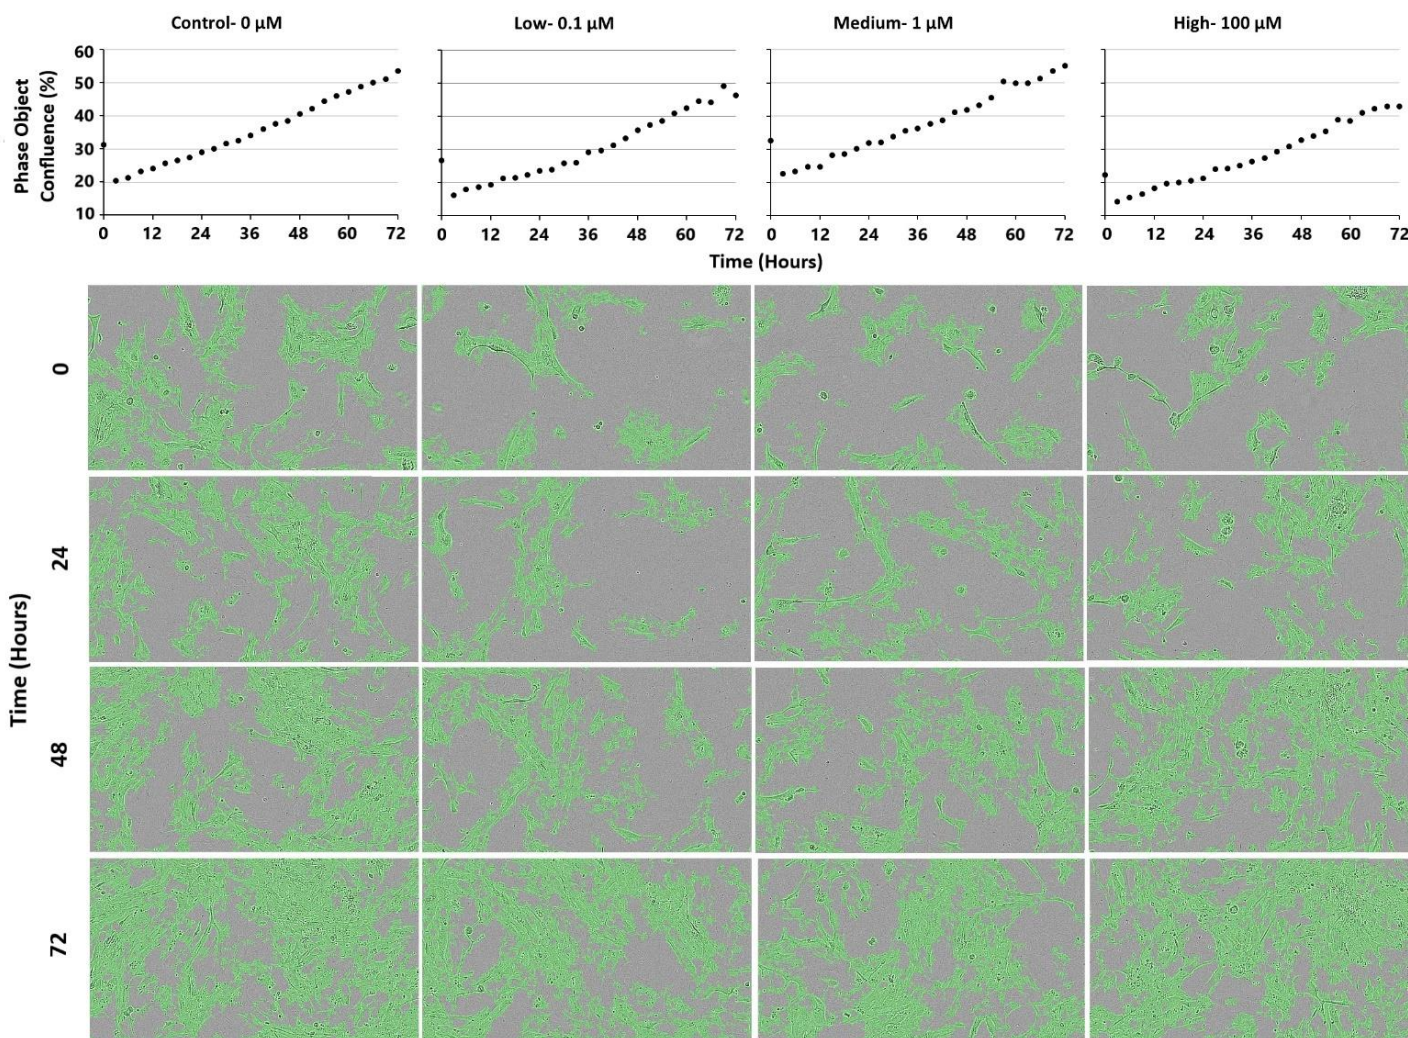 Control- 0 µM
Low- 0.1 µM
Medium- 1 µM
High- 100 µM
Phase Object
Confluence (%)
60
50
40
30
20
10
0 12 24 36 48 60 72
0 12 24 36 48 60 72
0 12 24 36 48 60 72
0 12 24 36 48 60 72
Time (Hours)
Time (Hours)
0
24
48
72